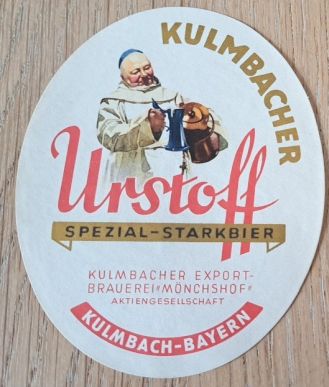 KULMBACHER
Urstoff
SPEZIAL-STARKBIER
KULMBACHER EXPORT-
BRAUEREI "MÖNCHSHOF"
AKTIENGESELLSCHAFT
KULMBACH-BAYERN